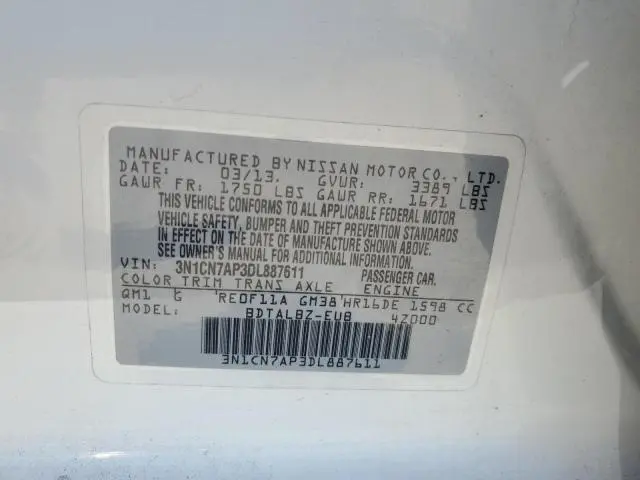 MANUFACTURED BY NISSAN MOTOR CO., LTD.
DATE: 03/13. GVWR: 3389 LBS
GAWR FR: 1750 LBS GAWR RR: 1671 LBS
THIS VEHICLE CONFORMS TO ALL APPLICABLE FEDERAL MOTOR
VEHICLE SAFETY, BUMPER AND THEFT PREVENTION STANDARDS
IN EFFECT ON THE DATE OF MANUFACTURE SHOWN ABOVE.
SEE OWNER'S MANUAL FOR ADDITIONAL INFORMATION.
VIN: 3N1CN7AP3DL887611 PASSENGER CAR.
COLOR TRIM TRANS AXLE ENGINE
QM1 G RE0F11A GM38 HR16DE 1598 CC
MODEL: BDTALBZ-EUB 42000
3N1CN7AP3DL887611